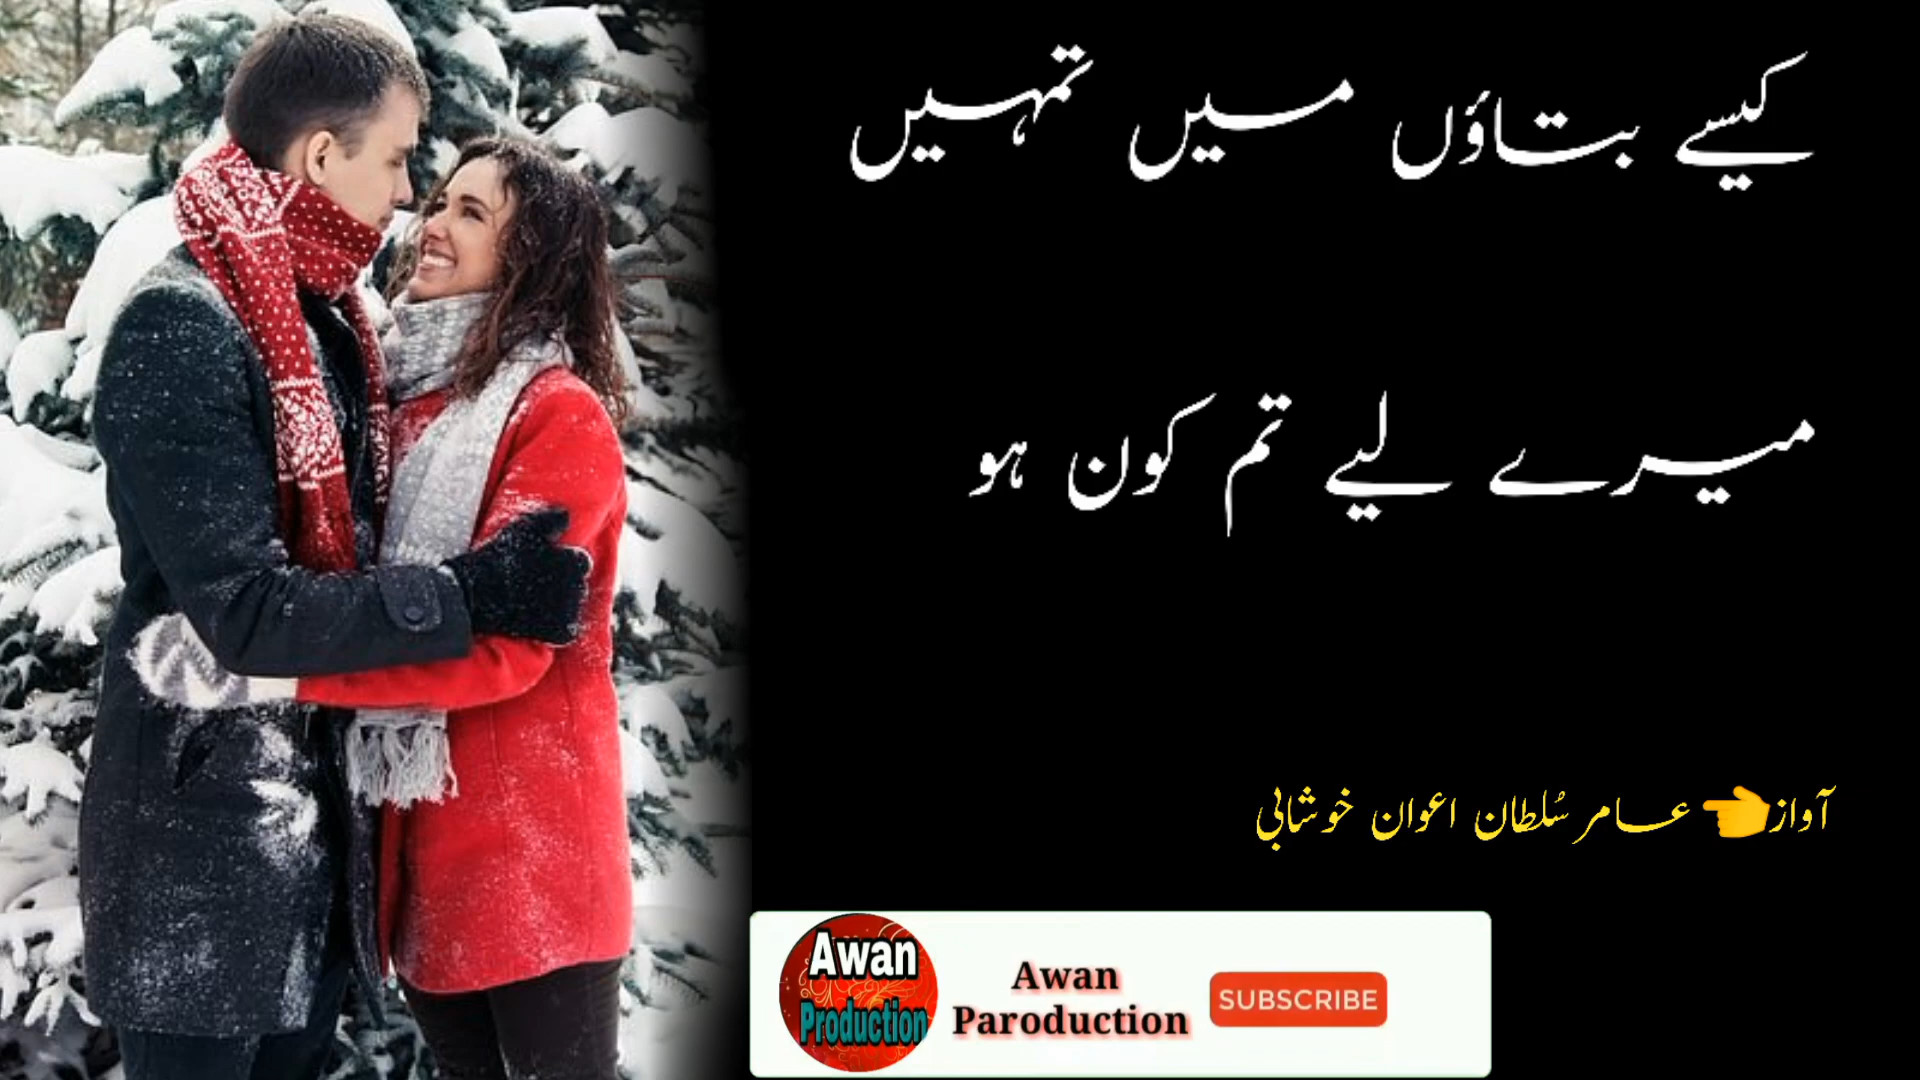 کیسے بتاؤں میں تمہیں
میرے لیے تم کون ہو
آواز👈عامر سُلطان اعوان خوشابی
Awan
Production
Awan
Paroduction
SUBSCRIBE